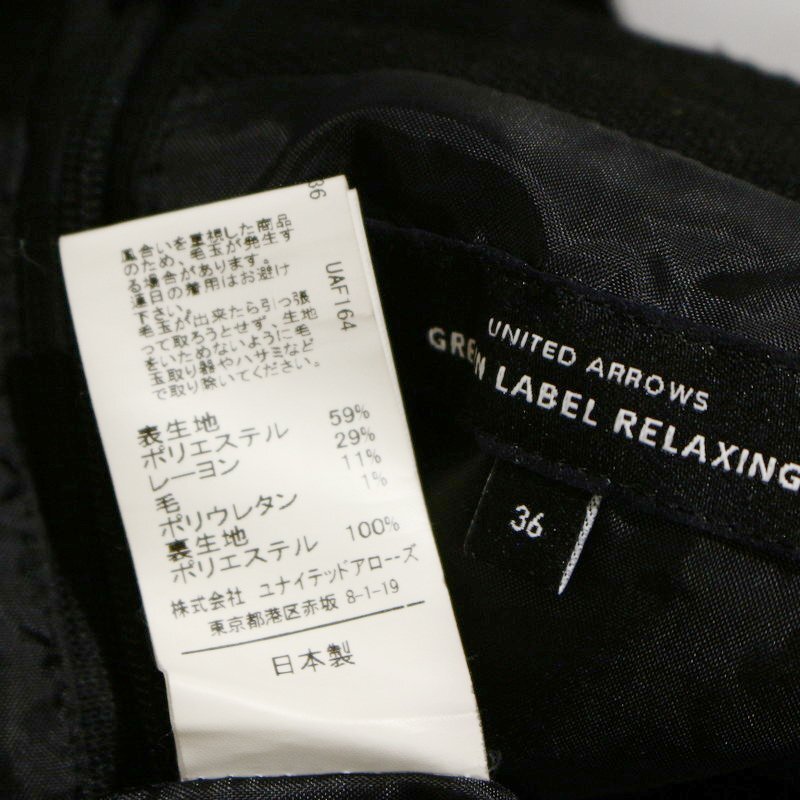 36
UAF164
風合いを重視した商品
のため、毛玉が発生す
る場合があります。
連日の着用はお避け
下さい。
毛玉が出来たら引っ張
って取ろうとせず、生地
をいためないように毛
玉取り器やハサミなど
で取り除いてください。
表生地
ポリエステル 59%
レーヨン 29%
毛 11%
ポリウレタン 1%
裏生地
ポリエステル 100%
株式会社 ユナイテッドアローズ
東京都港区赤坂 8-1-19
日本製
UNITED ARROWS
GREEN LABEL RELAXING
36